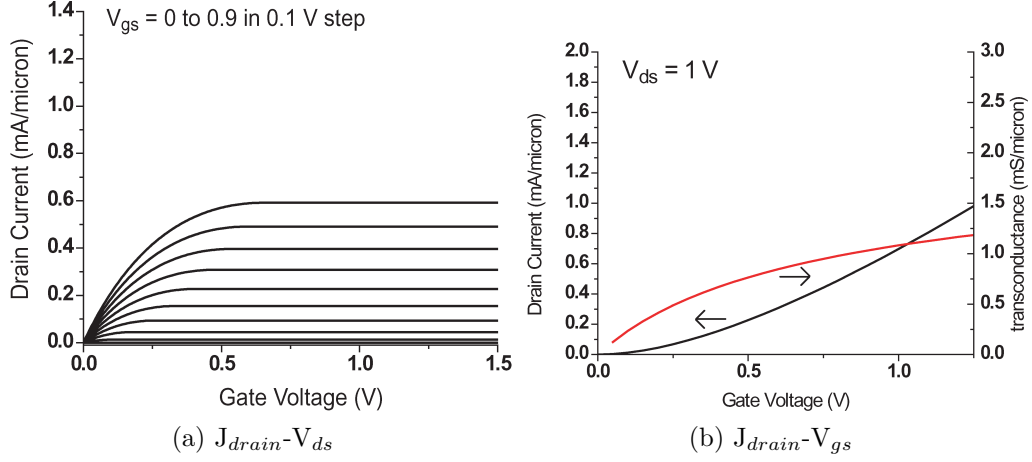 V_gs = 0 to 0.9 in 0.1 V step
1.4
1.2
1.0
0.8
0.6
0.4
0.2
0.0
Drain Current (mA/micron)
0.0 0.5 1.0 1.5
Gate Voltage (V)
(a) J_drain-V_ds
V_ds = 1 V
2.0
1.8
1.6
1.4
1.2
1.0
0.8
0.6
0.4
0.2
0.0
Drain Current (mA/micron)
3.0
2.5
2.0
1.5
1.0
0.5
0.0
transconductance (mS/micron)
0.0 0.5 1.0
Gate Voltage (V)
(b) J_drain-V_gs